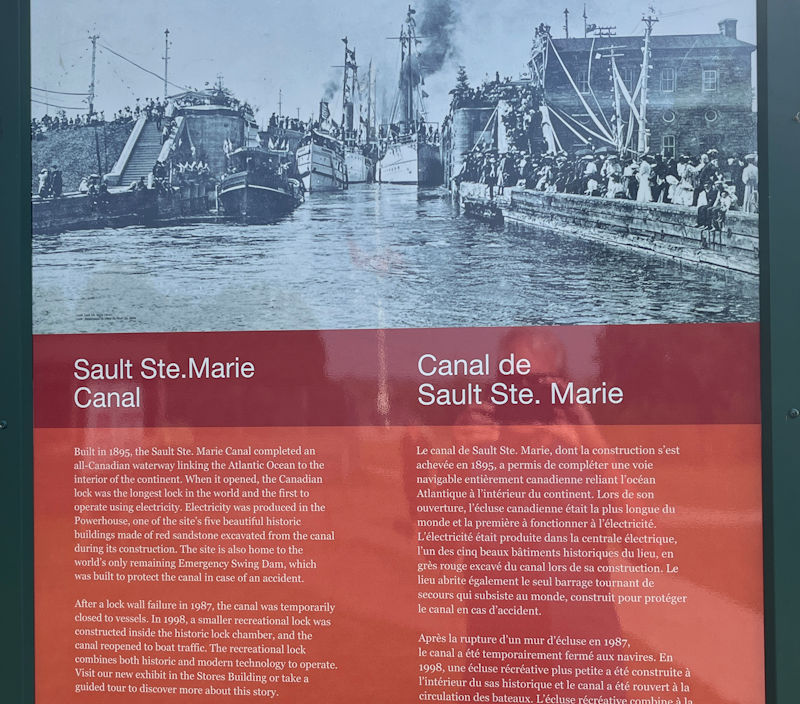 Sault Ste.Marie
Canal
Built in 1895, the Sault Ste. Marie Canal completed an
all-Canadian waterway linking the Atlantic Ocean to the
interior of the continent. When it opened, the Canadian
lock was the longest lock in the world and the first to
operate using electricity. Electricity was produced in the
Powerhouse, one of the site's five beautiful historic
buildings made of red sandstone excavated from the canal
during its construction. The site is also home to the
world's only remaining Emergency Swing Dam, which
was built to protect the canal in case of an accident.
After a lock wall failure in 1987, the canal was temporarily
closed to vessels. In 1998, a smaller recreational lock was
constructed inside the historic lock chamber, and the
canal reopened to boat traffic. The recreational lock
combines both historic and modern technology to operate.
Visit our new exhibit in the Stores Building or take a
guided tour to discover more about this story.
Canal de
Sault Ste. Marie
Le canal de Sault Ste. Marie, dont la construction s'est
achevée en 1895, a permis de compléter une voie
navigable entièrement canadienne reliant l'océan
Atlantique à l'intérieur du continent. Lors de son
ouverture, l'écluse canadienne était la plus longue du
monde et la première à fonctionner à l'électricité.
L'électricité était produite dans la centrale électrique,
l'un des cinq beaux bâtiments historiques du lieu, en
grès rouge excavé du canal lors de sa construction. Le
lieu abrite également le seul barrage tournant de
secours qui subsiste au monde, construit pour protéger
le canal en cas d'accident.
Après la rupture d'un mur d'écluse en 1987,
le canal a été temporairement fermé aux navires. En
1998, une écluse récréative plus petite a été construite à
l'intérieur du sas historique et le canal a été rouvert à la
circulation des bateaux. L'écluse récréative combine à la